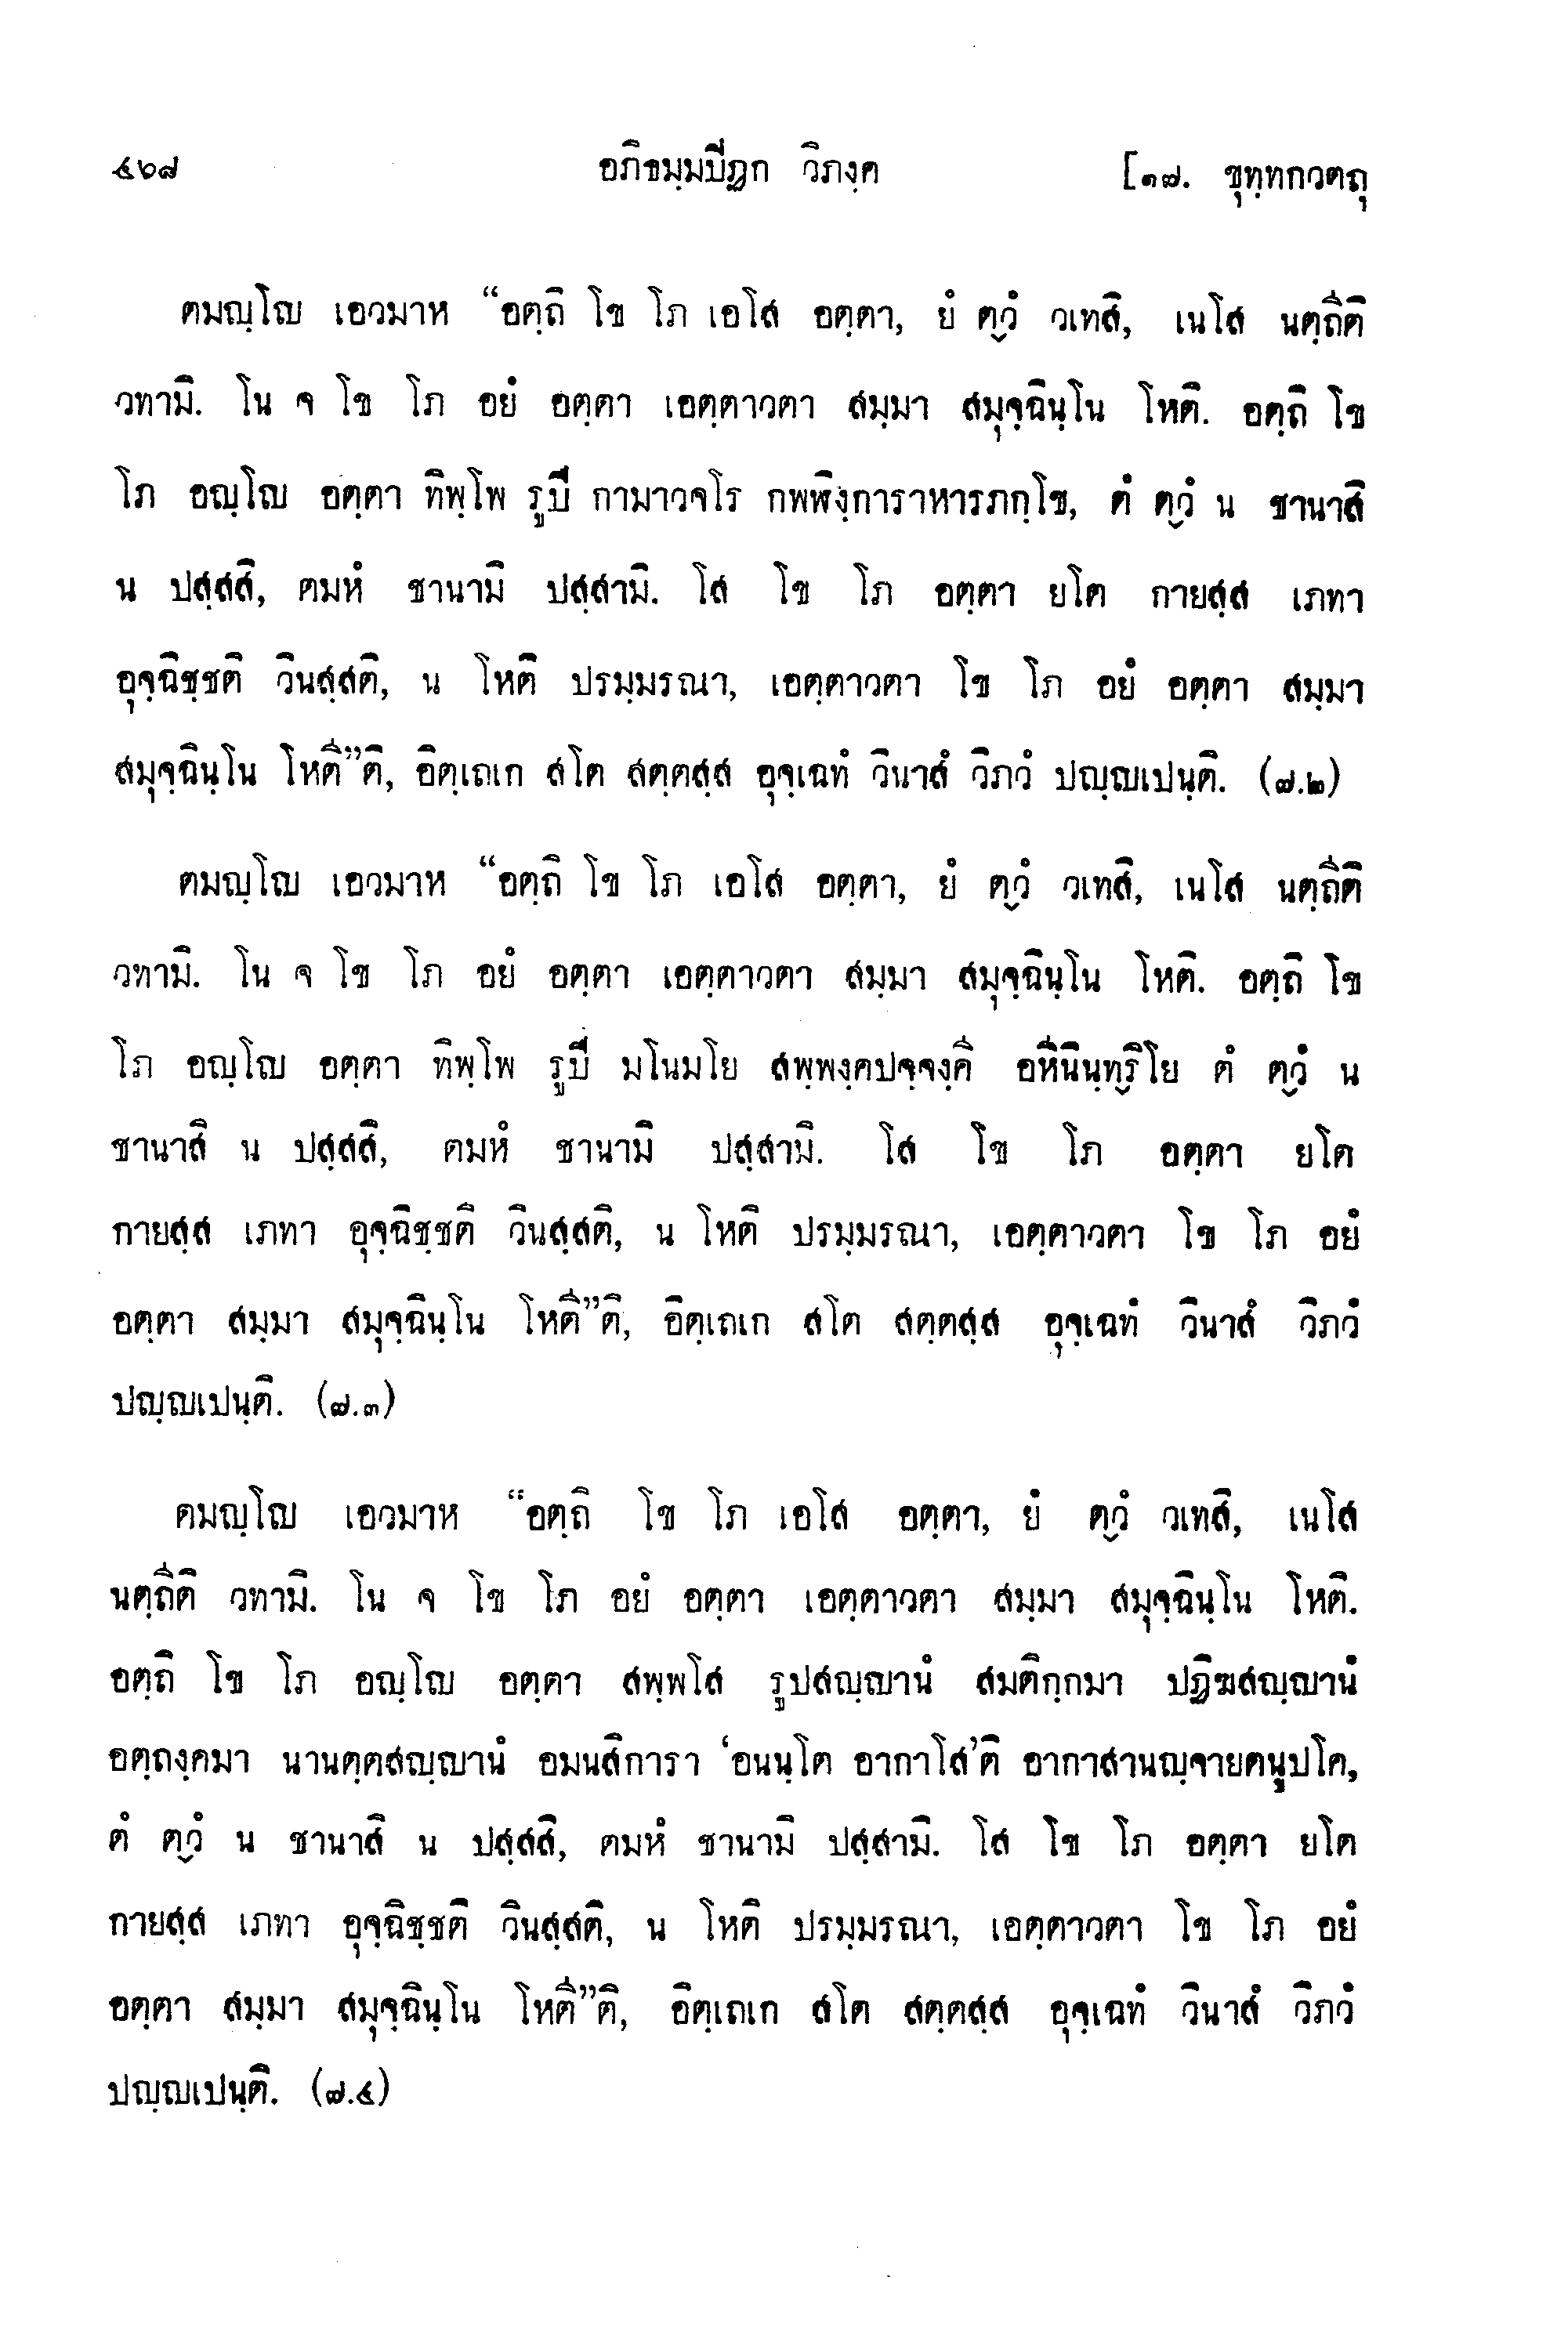 ๔๖๘ อภิธมฺมปีฏก วิภงฺค [๑๗. ขุทฺทกวตถุ
ตมญฺโญ เอวมาห “อตฺถิ โข โภ เอโส อตฺตา, ยํ ตฺวํ วเทสิ, เนโส นตฺถีติ
วทามิ. โน จ โข โภ อยํ อตฺตา เอตฺตาวตา สมฺมา สมุจฺฉินฺโน โหติ. อตฺถิ โข
โภ อญฺโญ อตฺตา ทิพฺโพ รูปี กามาวจโร กพพิงฺการาหารภกฺโข, ตํ ตฺวํ น ชานาสิ
น ปสฺสสิ, ตมหํ ชานามิ ปสฺสามิ. โส โข โภ อตฺตา ยโต กายสฺส เภทา
อุจฺฉิชฺชติ วินสฺสติ, น โหติ ปรมฺมรณา, เอตฺตาวตา โข โภ อยํ อตฺตา สมฺมา
สมุจฺฉินฺโน โหตี”ติ, อิตฺเถเก สโต สตฺตสฺส อุจฺเฉทํ วินาสํ วิภวํ ปญฺญเปนฺติ. (๗.๒)
ตมญฺโญ เอวมาห “อตฺถิ โข โภ เอโส อตฺตา, ยํ ตฺวํ วเทสิ, เนโส นตฺถีติ
วทามิ. โน จ โข โภ อยํ อตฺตา เอตฺตาวตา สมฺมา สมุจฺฉินฺโน โหติ. อตฺถิ โข
โภ อญฺโญ อตฺตา ทิพฺโพ รูปี มโนมโย สพฺพงฺคปจฺจงฺคี อหีนินฺทฺริโย ตํ ตฺวํ น
ชานาสิ น ปสฺสสิ, ตมหํ ชานามิ ปสฺสามิ. โส โข โภ อตฺตา ยโต
กายสฺส เภทา อุจฺฉิชฺชติ วินสฺสติ, น โหติ ปรมฺมรณา, เอตฺตาวตา โข โภ อยํ
อตฺตา สมฺมา สมุจฺฉินฺโน โหตี”ติ, อิตฺเถเก สโต สตฺตสฺส อุจฺเฉทํ วินาสํ วิภวํ
ปญฺญเปนฺติ. (๗.๓)
ตมญฺโญ เอวมาห “อตฺถิ โข โภ เอโส อตฺตา, ยํ ตฺวํ วเทสิ, เนโส
นตฺถีติ วทามิ. โน จ โข โภ อยํ อตฺตา เอตฺตาวตา สมฺมา สมุจฺฉินฺโน โหติ.
อตฺถิ โข โภ อญฺโญ อตฺตา สพฺพโส รูปสญฺญานํ สมติกฺกมา ปฏิฆสญฺญานํ
อตฺถงฺคมา นานตฺตสญฺญานํ อมนสิการา ‘อนนฺโต อากาโส’ติ อากาสานญฺจายตนูปโค,
ตํ ตฺวํ น ชานาสิ น ปสฺสสิ, ตมหํ ชานามิ ปสฺสามิ. โส โข โภ อตฺตา ยโต
กายสฺส เภทา อุจฺฉิชฺชติ วินสฺสติ, น โหติ ปรมฺมรณา, เอตฺตาวตา โข โภ อยํ
อตฺตา สมฺมา สมุจฺฉินฺโน โหตี”ติ, อิตฺเถเก สโต สตฺตสฺส อุจฺเฉทํ วินาสํ วิภวํ
ปญฺญเปนฺติ. (๗.๔)